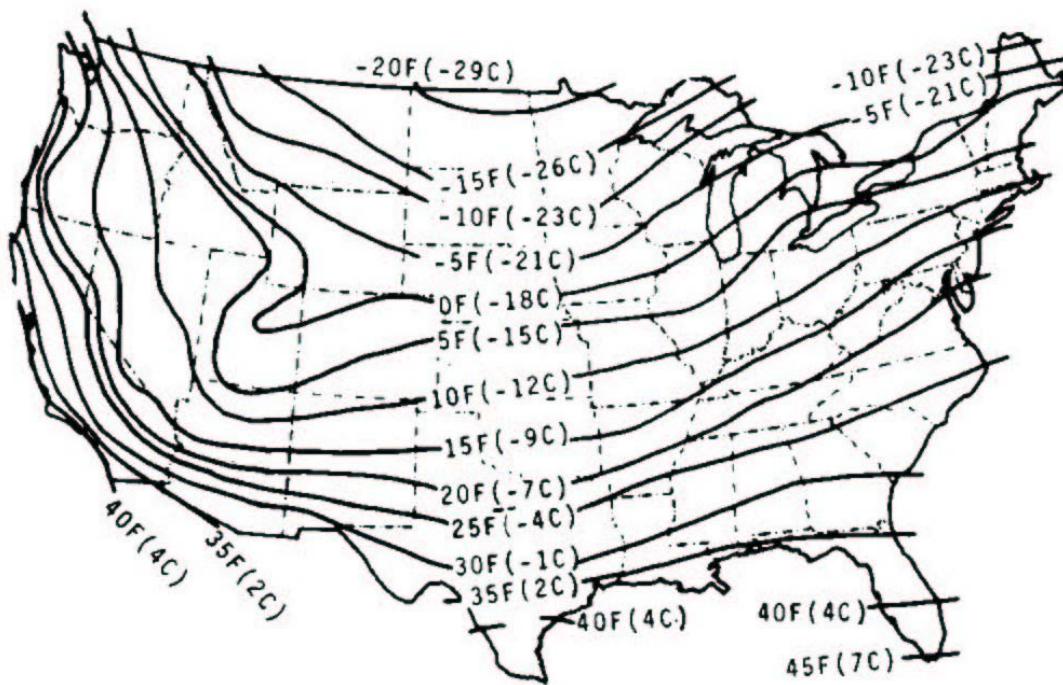 -20F(-29C)
-10F(-23C)
-5F(-21C)
-15F(-26C)
-10F(-23C)
-5F(-21C)
0F(-18C)
5F(-15C)
10F(-12C)
15F(-9C)
20F(-7C)
25F(-4C)
30F(-1C)
35F(2C)
40F(4C)
35F(2C)
40F(4C)
40F(4C)
45F(7C)